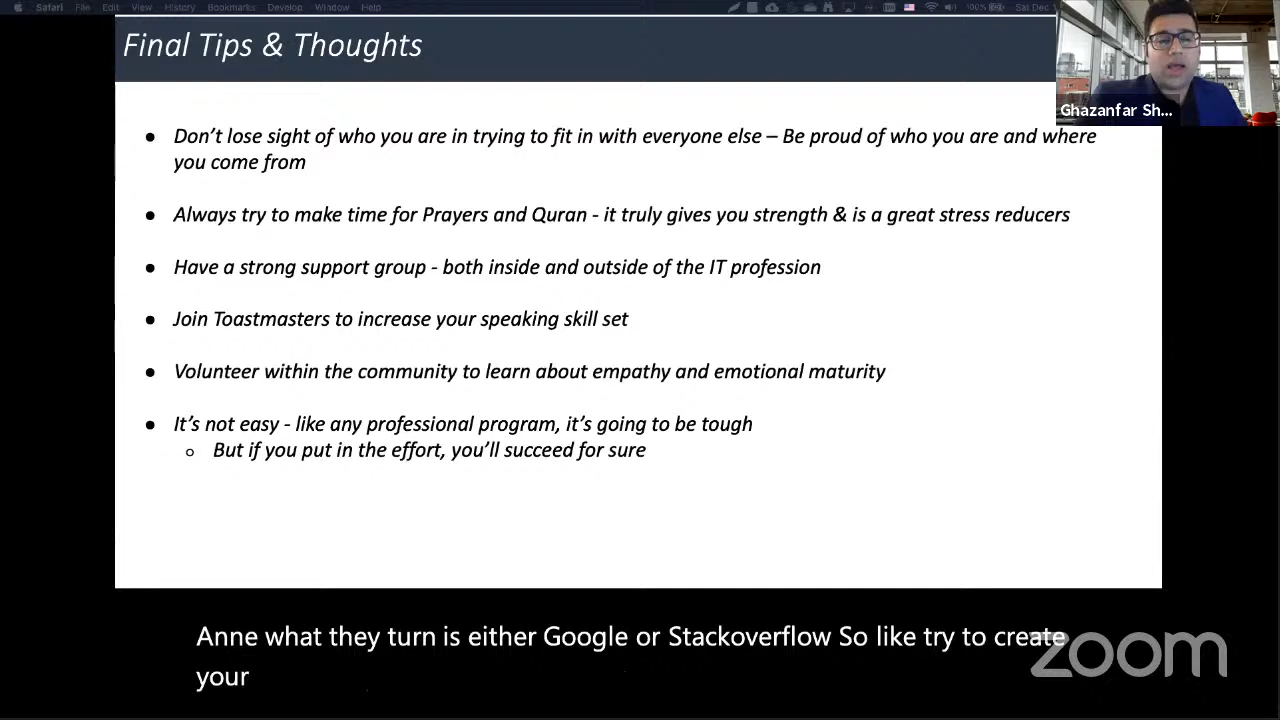 Safari File Edit View History Bookmarks Develop Window Help 100% Sat Dec
Final Tips & Thoughts
Ghazanfar Sh...
● Don't lose sight of who you are in trying to fit in with everyone else – Be proud of who you are and where
you come from
● Always try to make time for Prayers and Quran - it truly gives you strength & is a great stress reducers
● Have a strong support group - both inside and outside of the IT profession
● Join Toastmasters to increase your speaking skill set
● Volunteer within the community to learn about empathy and emotional maturity
● It's not easy - like any professional program, it's going to be tough
○ But if you put in the effort, you'll succeed for sure
Anne what they turn is either Google or Stackoverflow So like try to create
your
zoom